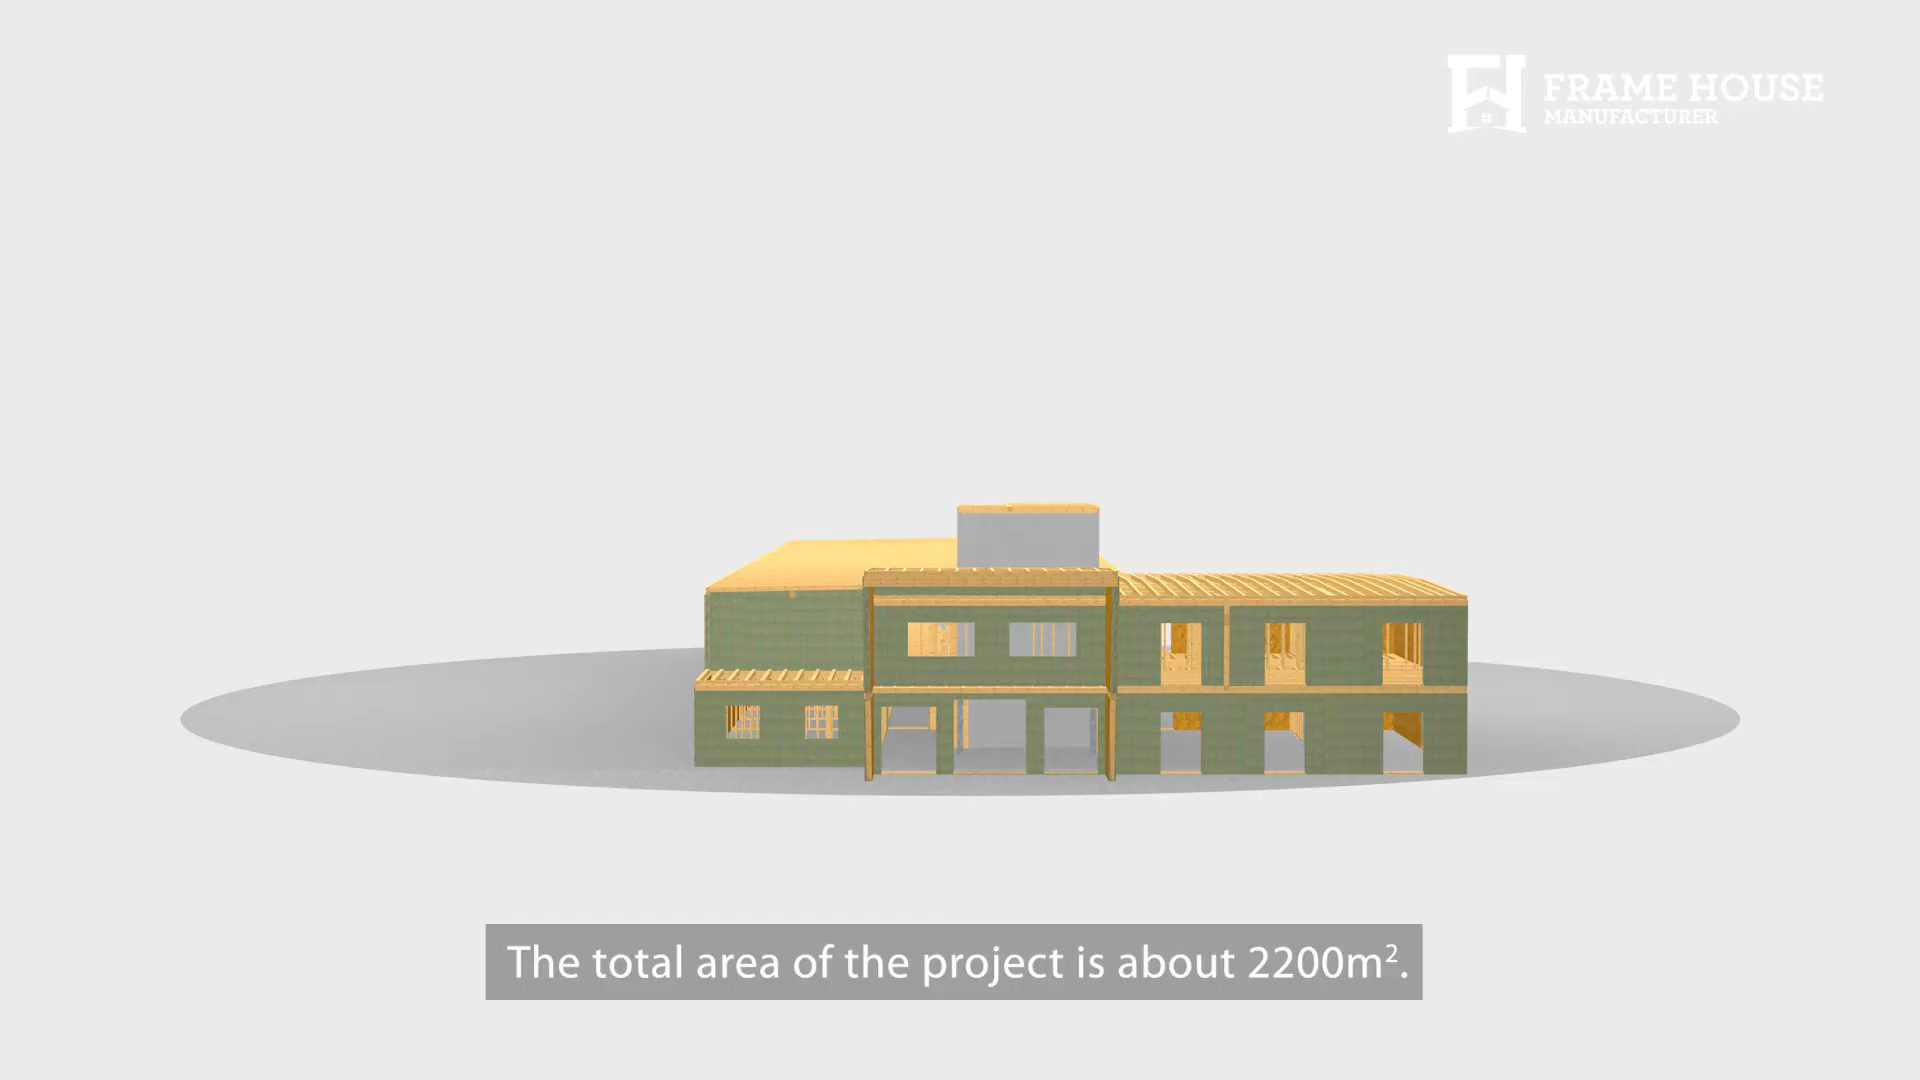 FRAME HOUSE
MANUFACTURER
The total area of the project is about 2200m².